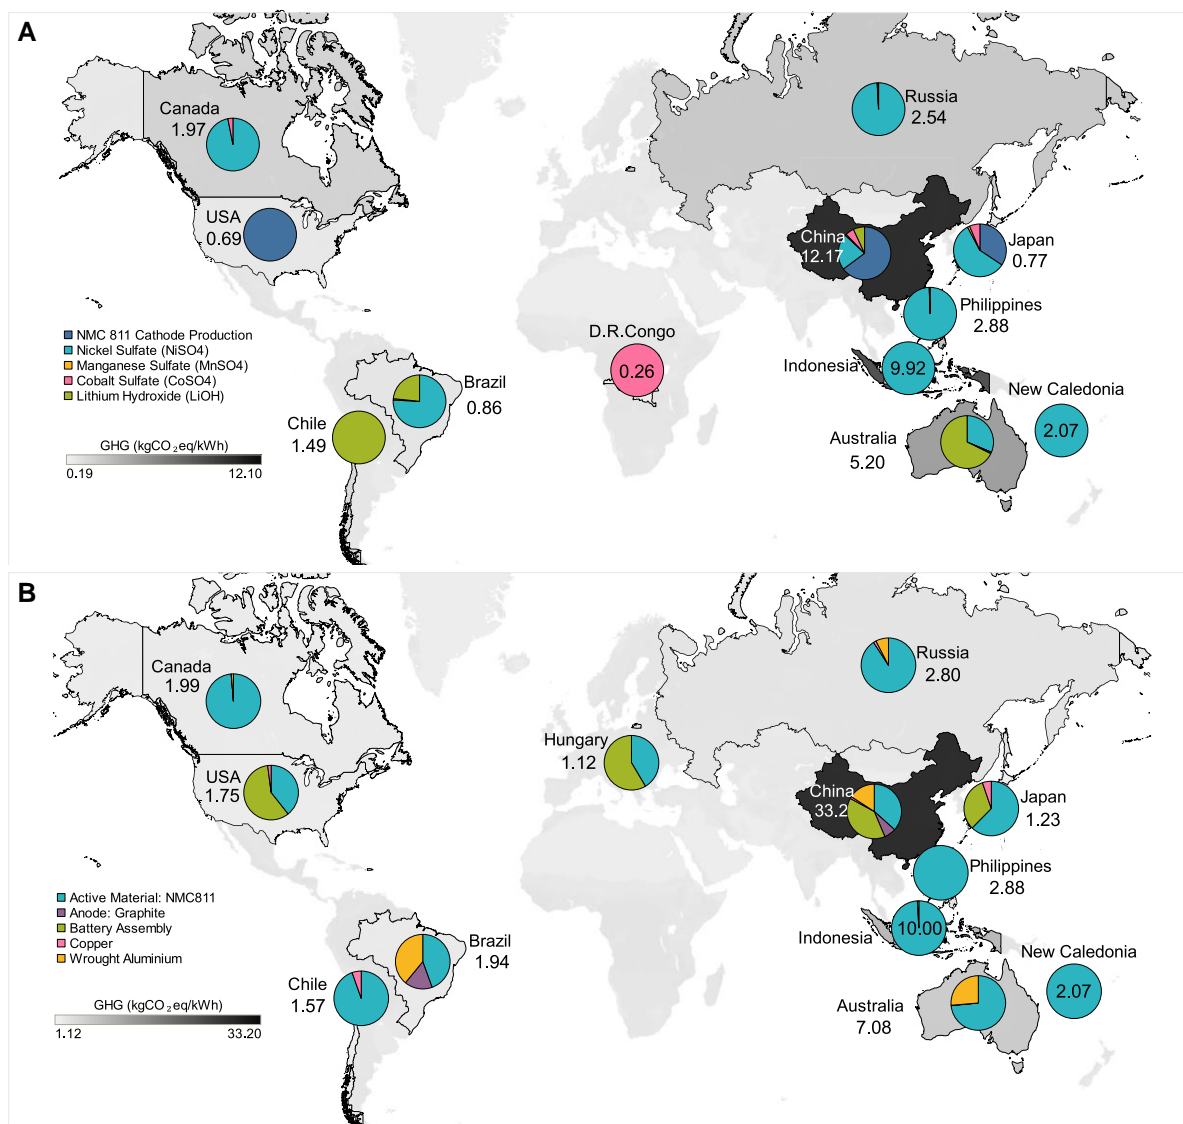 A
Canada
1.97
Russia
2.54
USA
0.69
China
12.17
Japan
0.77
Philippines
2.88
NMC 811 Cathode Production
Nickel Sulfate (NiSO4)
Manganese Sulfate (MnSO4)
Cobalt Sulfate (CoSO4)
Lithium Hydroxide (LiOH)
D.R.Congo
0.26
Indonesia
9.92
New Caledonia
2.07
Brazil
0.86
Chile
1.49
Australia
5.20
GHG (kgCO₂eq/kWh)
0.19 12.10
B
Canada
1.99
Russia
2.80
Hungary
1.12
USA
1.75
China
33.2
Japan
1.23
Philippines
2.88
Active Material: NMC811
Anode: Graphite
Battery Assembly
Copper
Wrought Aluminium
Indonesia
10.00
New Caledonia
2.07
Brazil
1.94
Chile
1.57
Australia
7.08
GHG (kgCO₂eq/kWh)
1.12 33.20